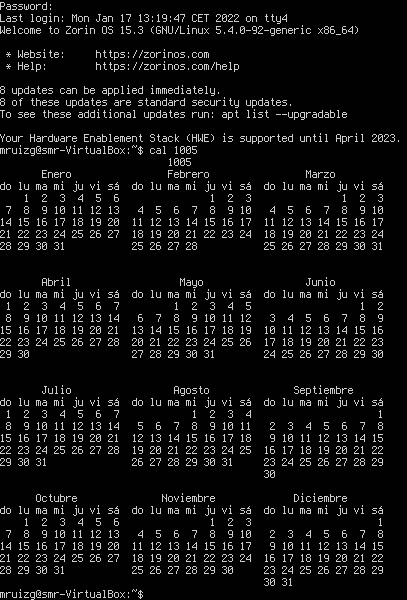 Password:
Last login: Mon Jan 17 13:19:47 CET 2022 on tty4
Welcome to Zorin OS 15.3 (GNU/Linux 5.4.0-92-generic x86_64)
* Website: https://zorinos.com
* Help: https://zorinos.com/help
8 updates can be applied immediately.
8 of these updates are standard security updates.
To see these additional updates run: apt list --upgradable
Your Hardware Enablement Stack (HWE) is supported until April 2023.
mruizg@smr-VirtualBox:~$ cal 1005
1005
Enero Febrero Marzo
do lu ma mi ju vi sá do lu ma mi ju vi sá do lu ma mi ju vi sá
1 2 3 4 5 6 1 2 3 1 2 3
7 8 9 10 11 12 13 4 5 6 7 8 9 10 4 5 6 7 8 9 10
14 15 16 17 18 19 20 11 12 13 14 15 16 17 11 12 13 14 15 16 17
21 22 23 24 25 26 27 18 19 20 21 22 23 24 18 19 20 21 22 23 24
28 29 30 31 25 26 27 28 25 26 27 28 29 30 31
Abril Mayo Junio
do lu ma mi ju vi sá do lu ma mi ju vi sá do lu ma mi ju vi sá
1 2 3 4 5 6 7 1 2 3 4 5 1 2
8 9 10 11 12 13 14 6 7 8 9 10 11 12 3 4 5 6 7 8 9
15 16 17 18 19 20 21 13 14 15 16 17 18 19 10 11 12 13 14 15 16
22 23 24 25 26 27 28 20 21 22 23 24 25 26 17 18 19 20 21 22 23
29 30 27 28 29 30 31 24 25 26 27 28 29 30
Julio Agosto Septiembre
do lu ma mi ju vi sá do lu ma mi ju vi sá do lu ma mi ju vi sá
1 2 3 4 5 6 7 1 2 3 4 1
8 9 10 11 12 13 14 5 6 7 8 9 10 11 2 3 4 5 6 7 8
15 16 17 18 19 20 21 12 13 14 15 16 17 18 9 10 11 12 13 14 15
22 23 24 25 26 27 28 19 20 21 22 23 24 25 16 17 18 19 20 21 22
29 30 31 26 27 28 29 30 31 23 24 25 26 27 28 29
30
Octubre Noviembre Diciembre
do lu ma mi ju vi sá do lu ma mi ju vi sá do lu ma mi ju vi sá
1 2 3 4 5 6 1 2 3 1
7 8 9 10 11 12 13 4 5 6 7 8 9 10 2 3 4 5 6 7 8
14 15 16 17 18 19 20 11 12 13 14 15 16 17 9 10 11 12 13 14 15
21 22 23 24 25 26 27 18 19 20 21 22 23 24 16 17 18 19 20 21 22
28 29 30 31 25 26 27 28 29 30 23 24 25 26 27 28 29
30 31
mruizg@smr-VirtualBox:~$